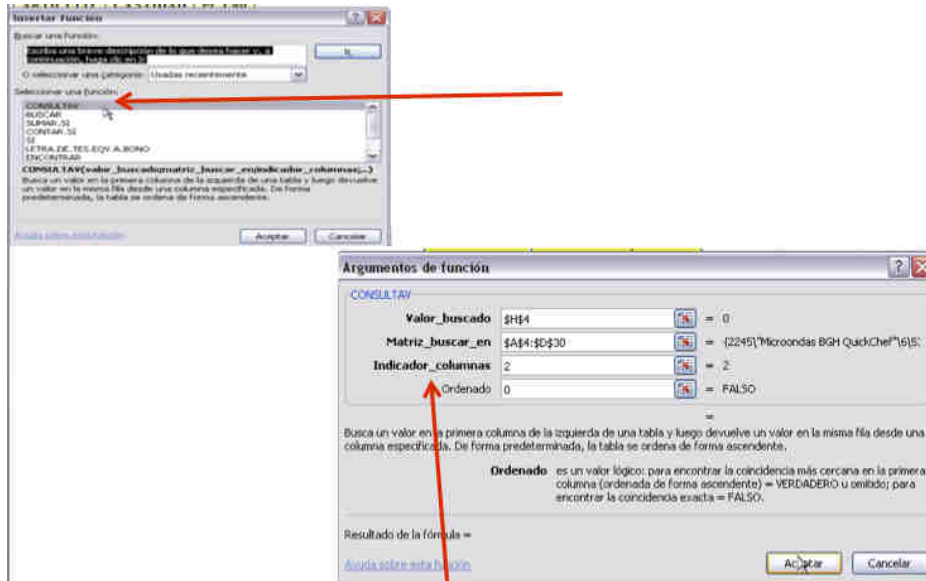 Insertar función
Buscar una función:
Escriba una breve descripción de lo que desea hacer y, a
continuación, haga clic en Ir
Ir
O seleccionar una categoría: Usadas recientemente
Seleccionar una función:
CONSULTAV
BUSCAR
SUMAR.SI
CONTAR.SI
SI
LETRA.DE.TES.EQV.A.BONO
ENCONTRAR
CONSULTAV(valor_buscado;matriz_buscar_en;indicador_columnas;...)
Busca un valor en la primera columna de la izquierda de una tabla y luego devuelve
un valor en la misma fila desde una columna especificada. De forma
predeterminada, la tabla se ordena de forma ascendente.
Ayuda sobre esta función
Aceptar Cancelar
Argumentos de función
CONSULTAV
Valor_buscado $H$4 = 0
Matriz_buscar_en $A$4:$D$30 = {2245\"Microondas BGH QuickChef"\6\5
Indicador_columnas 2 = 2
Ordenado 0 = FALSO
=
Busca un valor en la primera columna de la izquierda de una tabla y luego devuelve un valor en la misma fila desde una
columna especificada. De forma predeterminada, la tabla se ordena de forma ascendente.
Ordenado es un valor lógico: para encontrar la coincidencia más cercana en la primera
columna (ordenada de forma ascendente) = VERDADERO u omitido; para
encontrar la coincidencia exacta = FALSO.
Resultado de la fórmula =
Ayuda sobre esta función
Aceptar Cancelar